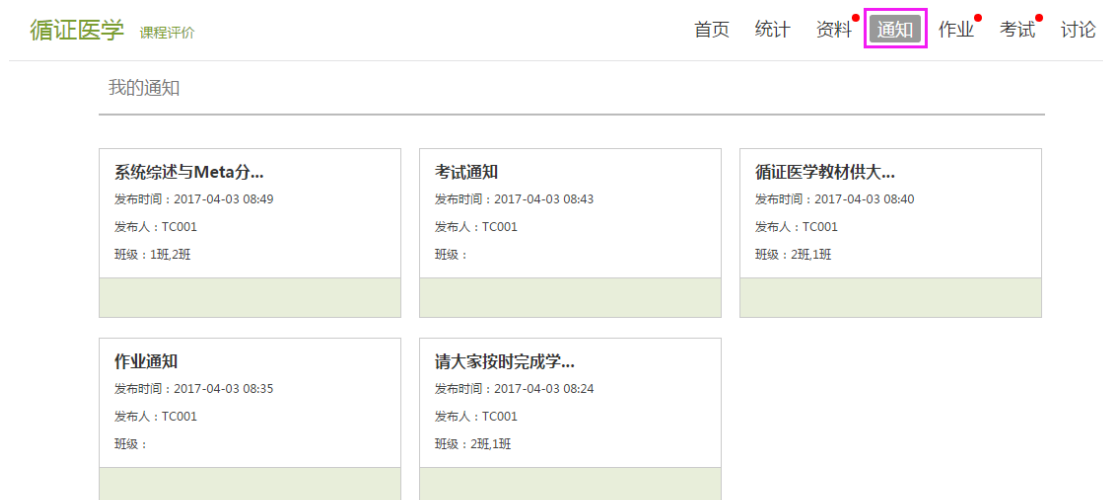 循证医学 课程评价 首页 统计 资料 通知 作业 考试 讨论
我的通知
系统综述与Meta分...
发布时间：2017-04-03 08:49
发布人：TC001
班级：1班,2班
考试通知
发布时间：2017-04-03 08:43
发布人：TC001
班级：
循证医学教材供大...
发布时间：2017-04-03 08:40
发布人：TC001
班级：2班,1班
作业通知
发布时间：2017-04-03 08:35
发布人：TC001
班级：
请大家按时完成学...
发布时间：2017-04-03 08:24
发布人：TC001
班级：2班,1班